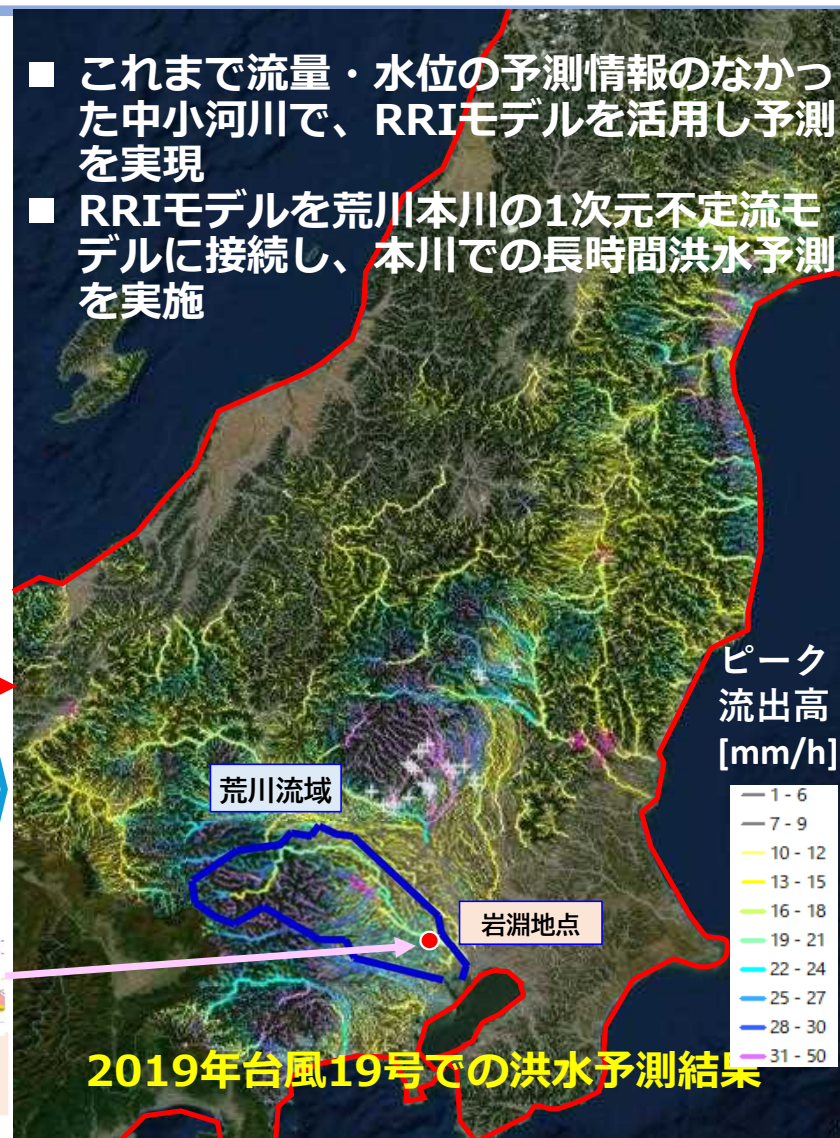 ■ これまで流量・水位の予測情報のなかっ
た中小河川で、RRIモデルを活用し予測
を実現
■ RRIモデルを荒川本川の1次元不定流モ
デルに接続し、本川での長時間洪水予測
を実施
ピーク
流出高
[mm/h]
1 - 6
7 - 9
10 - 12
13 - 15
16 - 18
19 - 21
22 - 24
25 - 27
28 - 30
31 - 50
荒川流域
岩淵地点
2019年台風19号での洪水予測結果